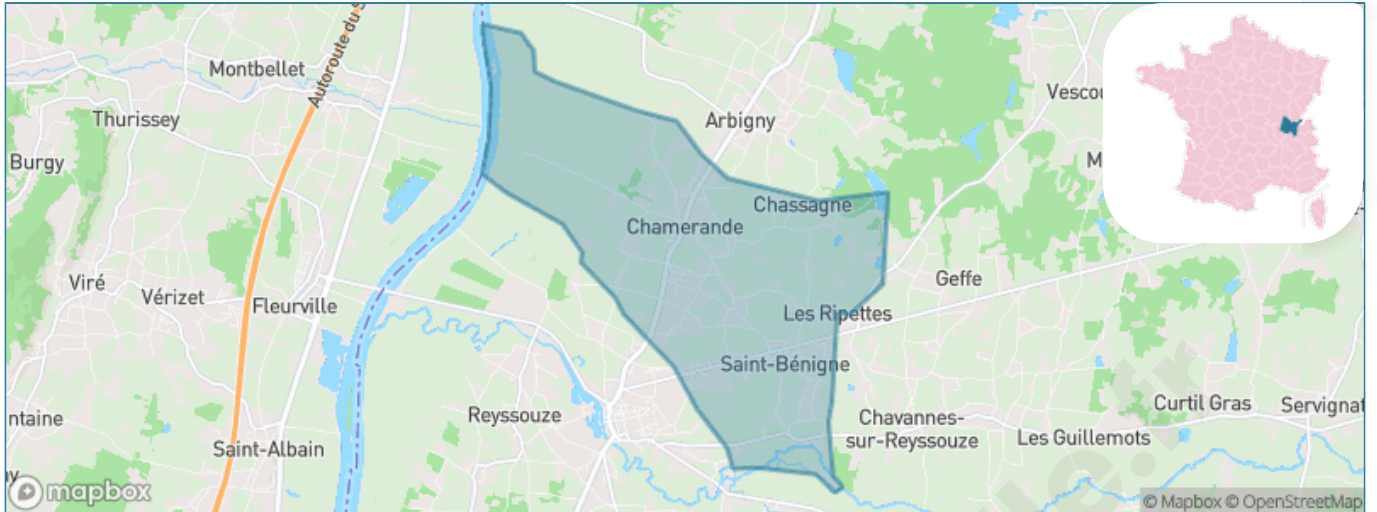 Autoroute du S
Montbellet
Thurissey
Burgy
Arbigny
Vescou
M
Chassagne
Chamerande
Geffe
Viré
Vérizet
Fleurville
Les Ripettes
Saint-Bénigne
ntaine
Reyssouze
Chavannes-
sur-Reyssouze
Curtil Gras
Servignat
Les Guillemots
Saint-Albain
ay
mapbox
© Mapbox © OpenStreetMap